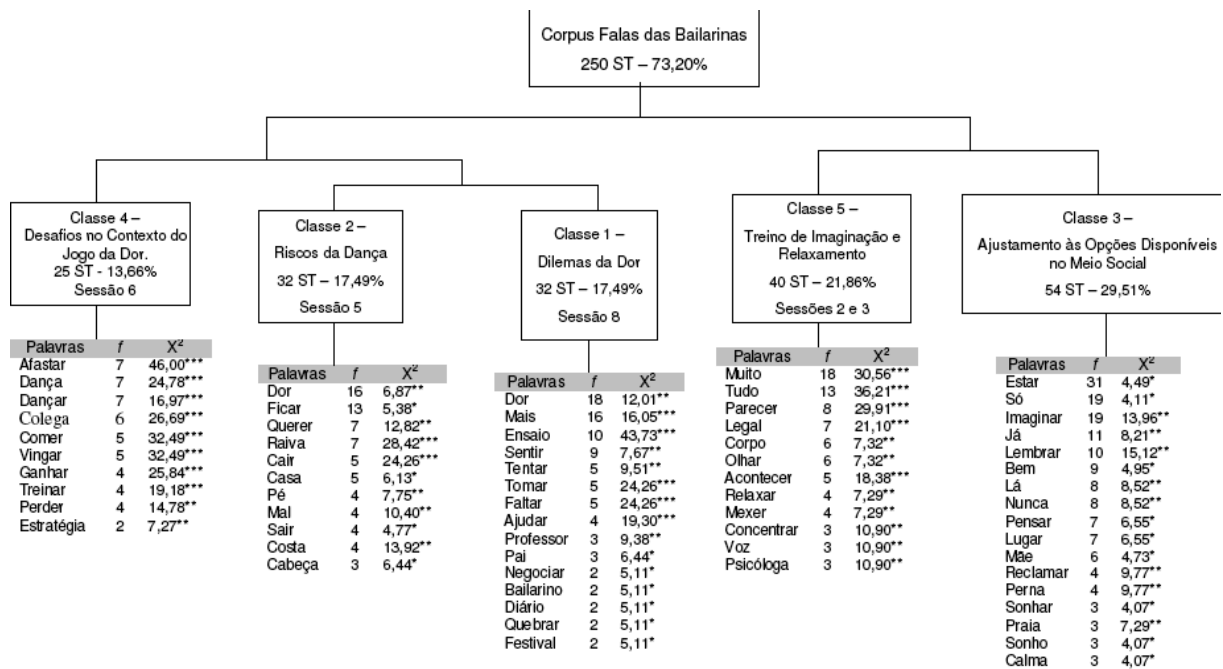 Corpus Falas das Bailarinas
250 ST – 73,20%
Classe 4 –
Desafios no Contexto do
Jogo da Dor.
25 ST - 13,66%
Sessão 6
Palavras f X²
Afastar 7 46,00***
Dança 7 24,78***
Dançar 7 16,97***
Colega 6 26,69***
Comer 5 32,49***
Vingar 5 32,49***
Ganhar 4 25,84***
Treinar 4 19,18***
Perder 4 14,78**
Estratégia 2 7,27**
Classe 2 –
Riscos da Dança
32 ST – 17,49%
Sessão 5
Palavras f X²
Dor 16 6,87**
Ficar 13 5,38*
Querer 7 12,82**
Raiva 7 28,42***
Cair 5 24,26***
Casa 5 6,13*
Pé 4 7,75**
Mal 4 10,40**
Sair 4 4,77*
Costa 4 13,92**
Cabeça 3 6,44*
Classe 1 –
Dilemas da Dor
32 ST – 17,49%
Sessão 8
Palavras f X²
Dor 18 12,01**
Mais 16 16,05***
Ensaio 10 43,73***
Sentir 9 7,67**
Tentar 5 9,51**
Tomar 5 24,26***
Faltar 5 24,26***
Ajudar 4 19,30***
Professor 3 9,38**
Pai 3 6,44*
Negociar 2 5,11*
Bailarino 2 5,11*
Diário 2 5,11*
Quebrar 2 5,11*
Festival 2 5,11*
Classe 5 –
Treino de Imaginação e
Relaxamento
40 ST – 21,86%
Sessões 2 e 3
Palavras f X²
Muito 18 30,56***
Tudo 13 36,21***
Parecer 8 29,91***
Legal 7 21,10***
Corpo 6 7,32**
Olhar 6 7,32**
Acontecer 5 18,38***
Relaxar 4 7,29**
Mexer 4 7,29**
Concentrar 3 10,90**
Voz 3 10,90**
Psicóloga 3 10,90**
Classe 3 –
Ajustamento às Opções Disponíveis
no Meio Social
54 ST – 29,51%
Palavras f X²
Estar 31 4,49*
Só 19 4,11*
Imaginar 19 13,96**
Já 11 8,21**
Lembrar 10 15,12**
Bem 9 4,95*
Lá 8 8,52**
Nunca 8 8,52**
Pensar 7 6,55*
Lugar 7 6,55*
Mãe 6 4,73*
Reclamar 4 9,77**
Perna 4 9,77**
Sonhar 3 4,07*
Praia 3 7,29**
Sonho 3 4,07*
Calma 3 4,07*